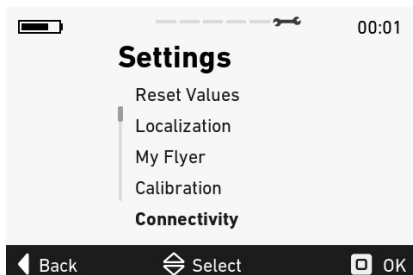 00:01
Settings
Reset Values
Localization
My Flyer
Calibration
Connectivity
Back Select OK